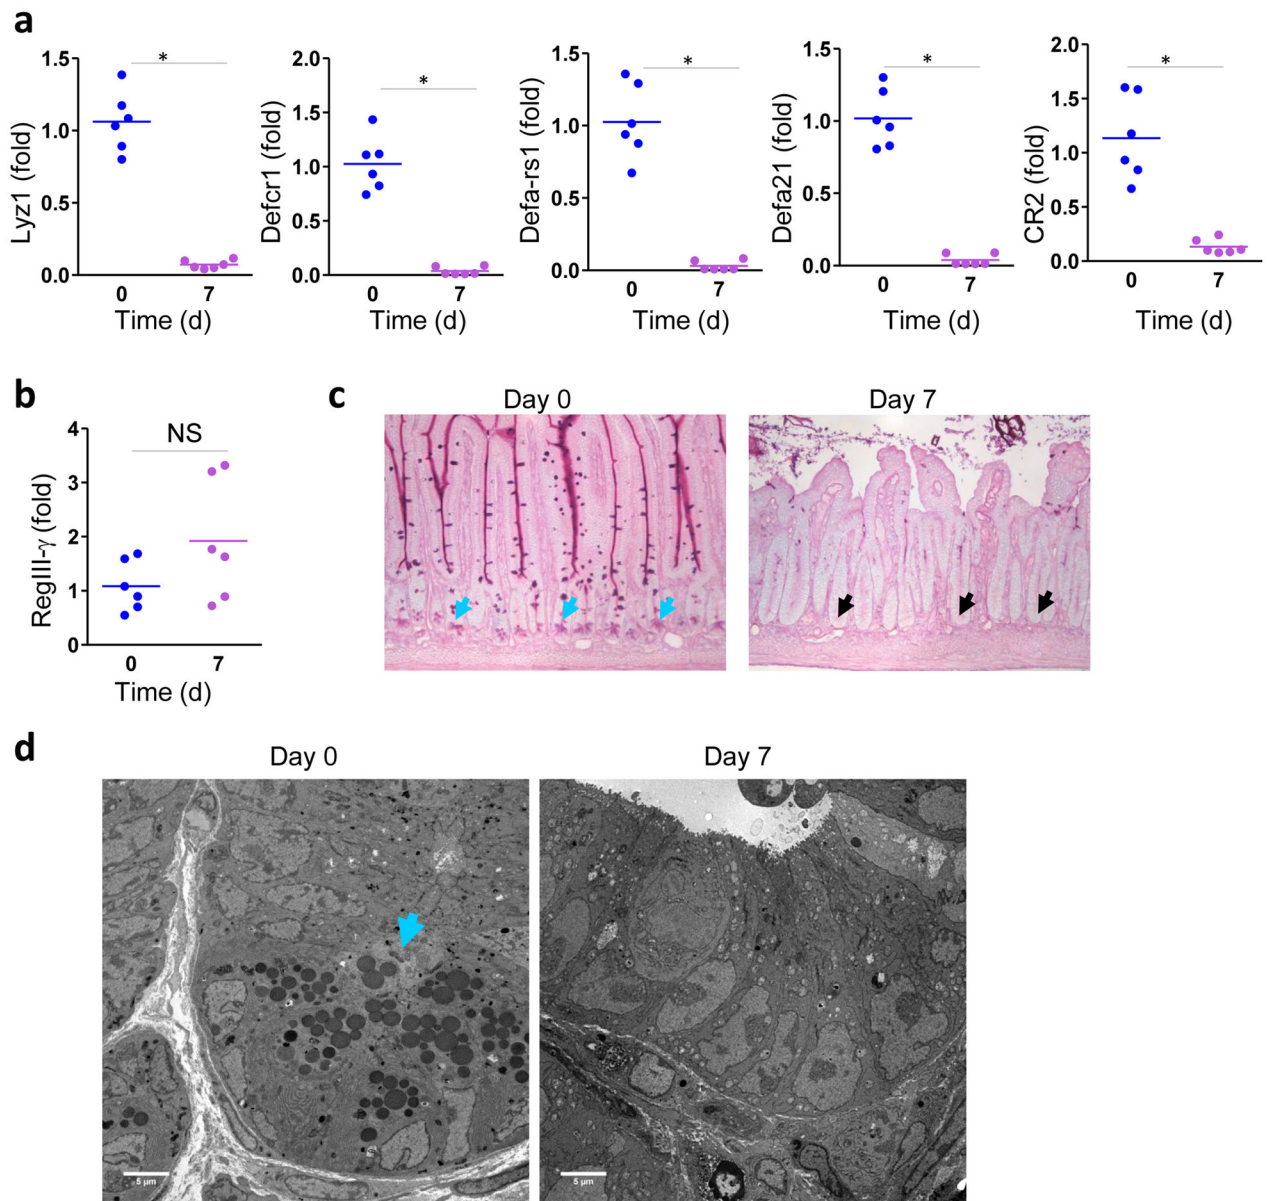 a
Lyz1 (fold)
1.5
1.0
0.5
0.0
*
0 7
Time (d)
Defcr1 (fold)
2.0
1.5
1.0
0.5
0.0
*
0 7
Time (d)
Defa-rs1 (fold)
1.5
1.0
0.5
0.0
*
0 7
Time (d)
Defa21 (fold)
1.5
1.0
0.5
0.0
*
0 7
Time (d)
CR2 (fold)
2.0
1.5
1.0
0.5
0.0
*
0 7
Time (d)
b
RegIII-γ (fold)
4
3
2
1
0
NS
0 7
Time (d)
c
Day 0
Day 7
d
Day 0
Day 7
5 µm
5 µm